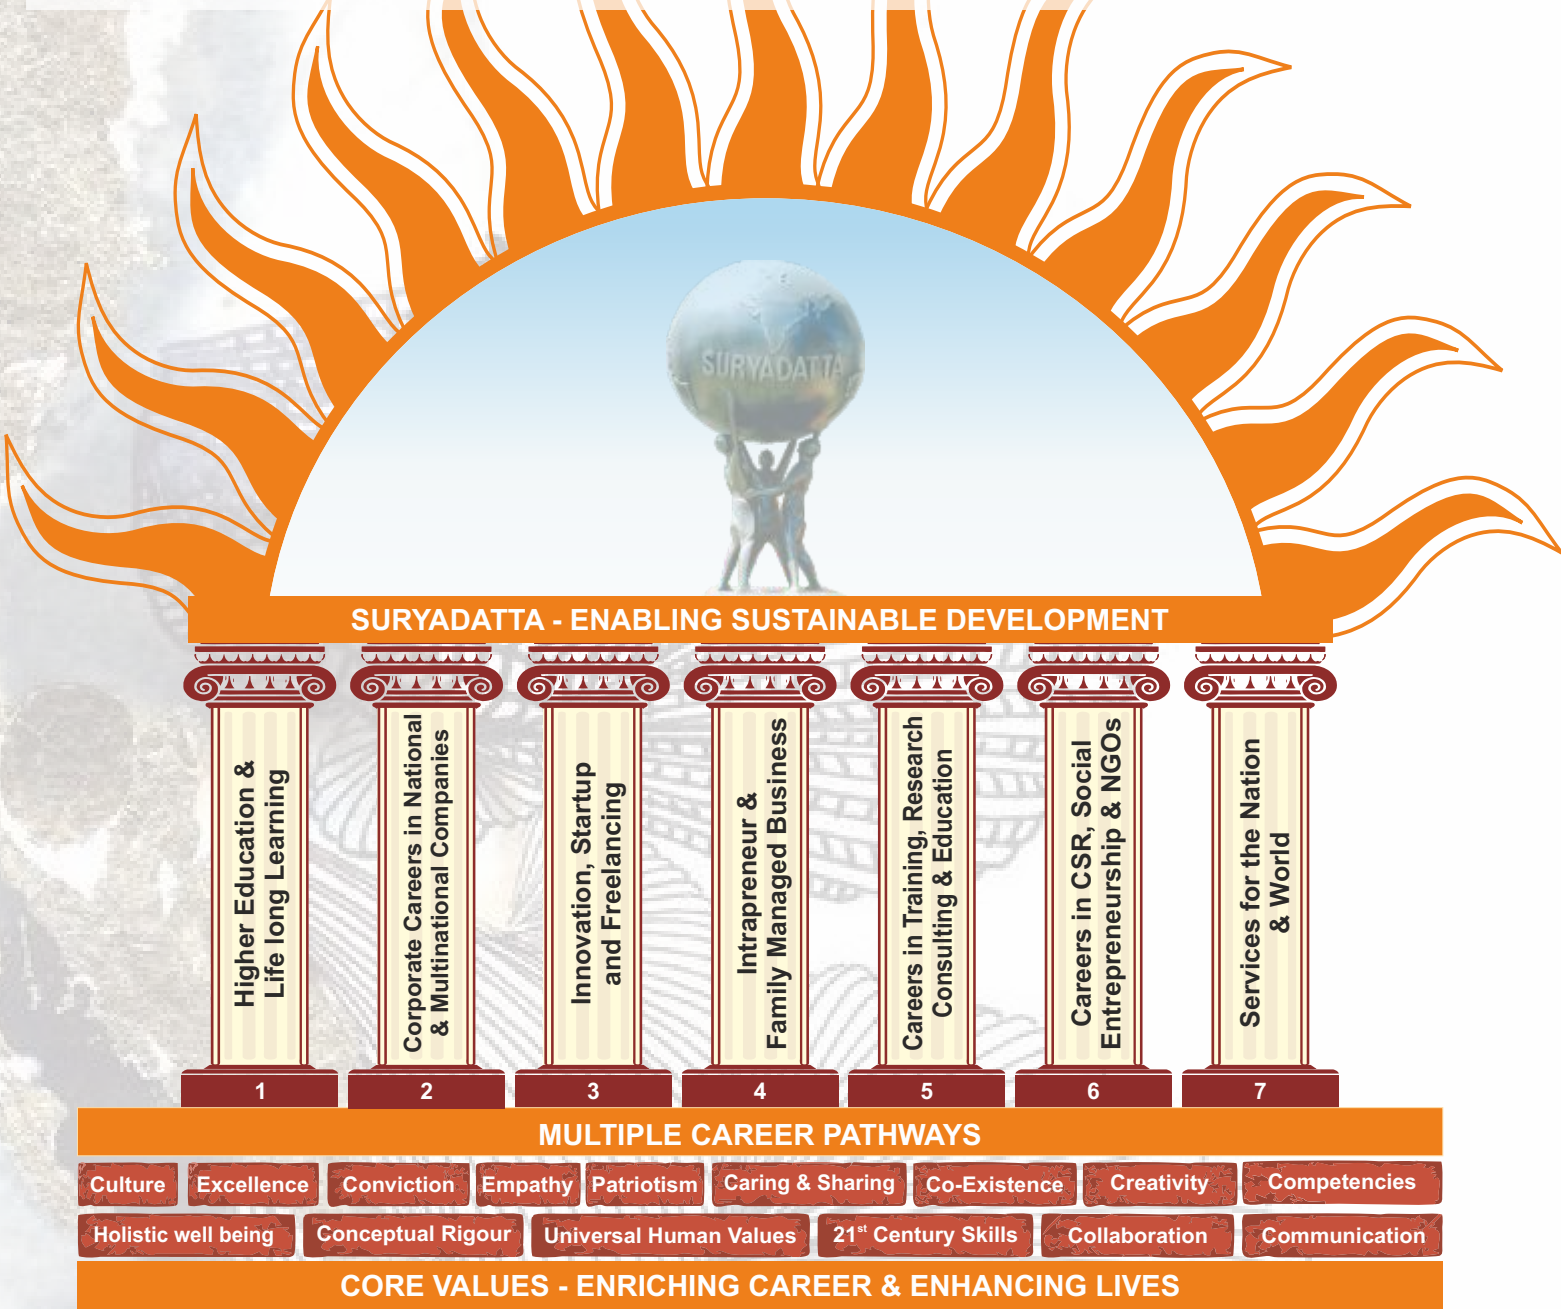 SURYADATTA
SURYADATTA - ENABLING SUSTAINABLE DEVELOPMENT
Higher Education &
Life long Learning
Corporate Careers in National
& Multinational Companies
Innovation, Startup
and Freelancing
Intrapreneur &
Family Managed Business
Careers in Training, Research
Consulting & Education
Careers in CSR, Social
Entrepreneurship & NGOs
Services for the Nation
& World
1 2 3 4 5 6 7
MULTIPLE CAREER PATHWAYS
Culture Excellence Conviction Empathy Patriotism Caring & Sharing Co-Existence Creativity Competencies
Holistic well being Conceptual Rigour Universal Human Values 21st Century Skills Collaboration Communication
CORE VALUES - ENRICHING CAREER & ENHANCING LIVES